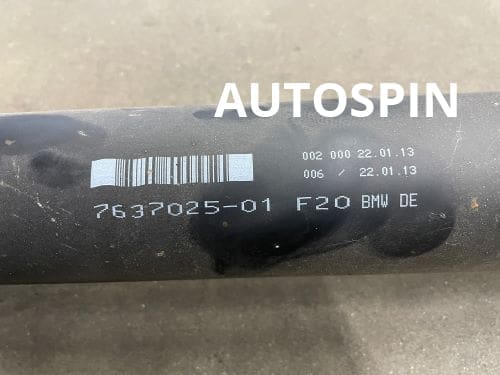 AUTOSPIN
002 000 22.01.13
006 / 22.01.13
7637025-01 F20 BMW DE